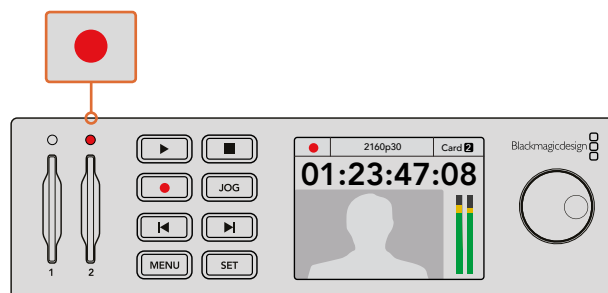 2160p30 Card 2
01:23:47:08
Blackmagicdesign
JOG
MENU SET
1 2